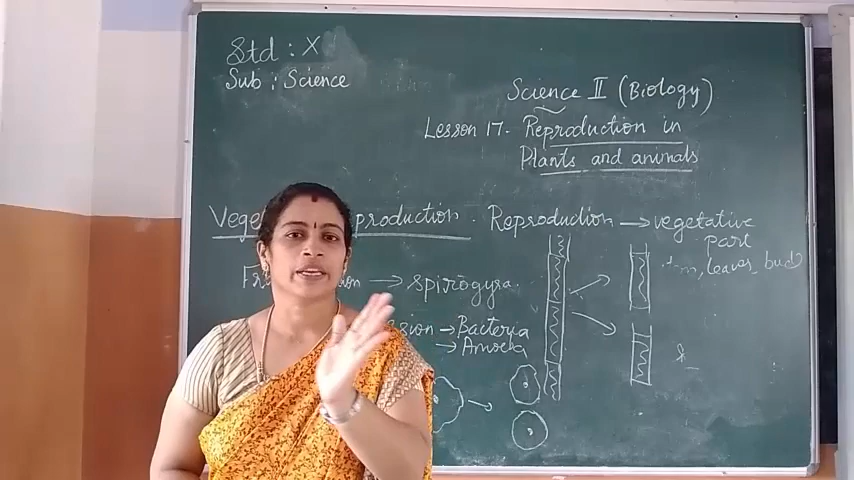 Std : X
Sub : Science
Science II (Biology)
Lesson 17. Reproduction in
Plants and animals
Reproduction → vegetative
part
leaves, bud
→ Spirogyra.
→ Bacteria
→ Amoeba